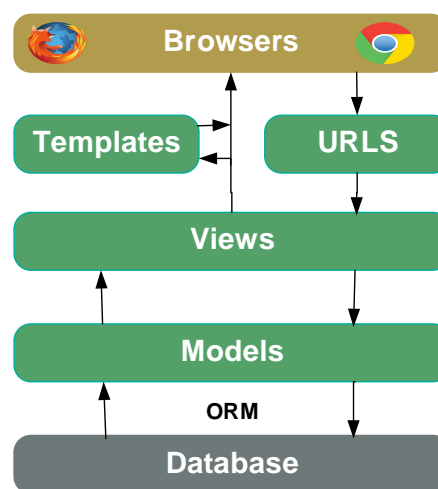 Browsers
Templates
URLS
Views
Models
ORM
Database